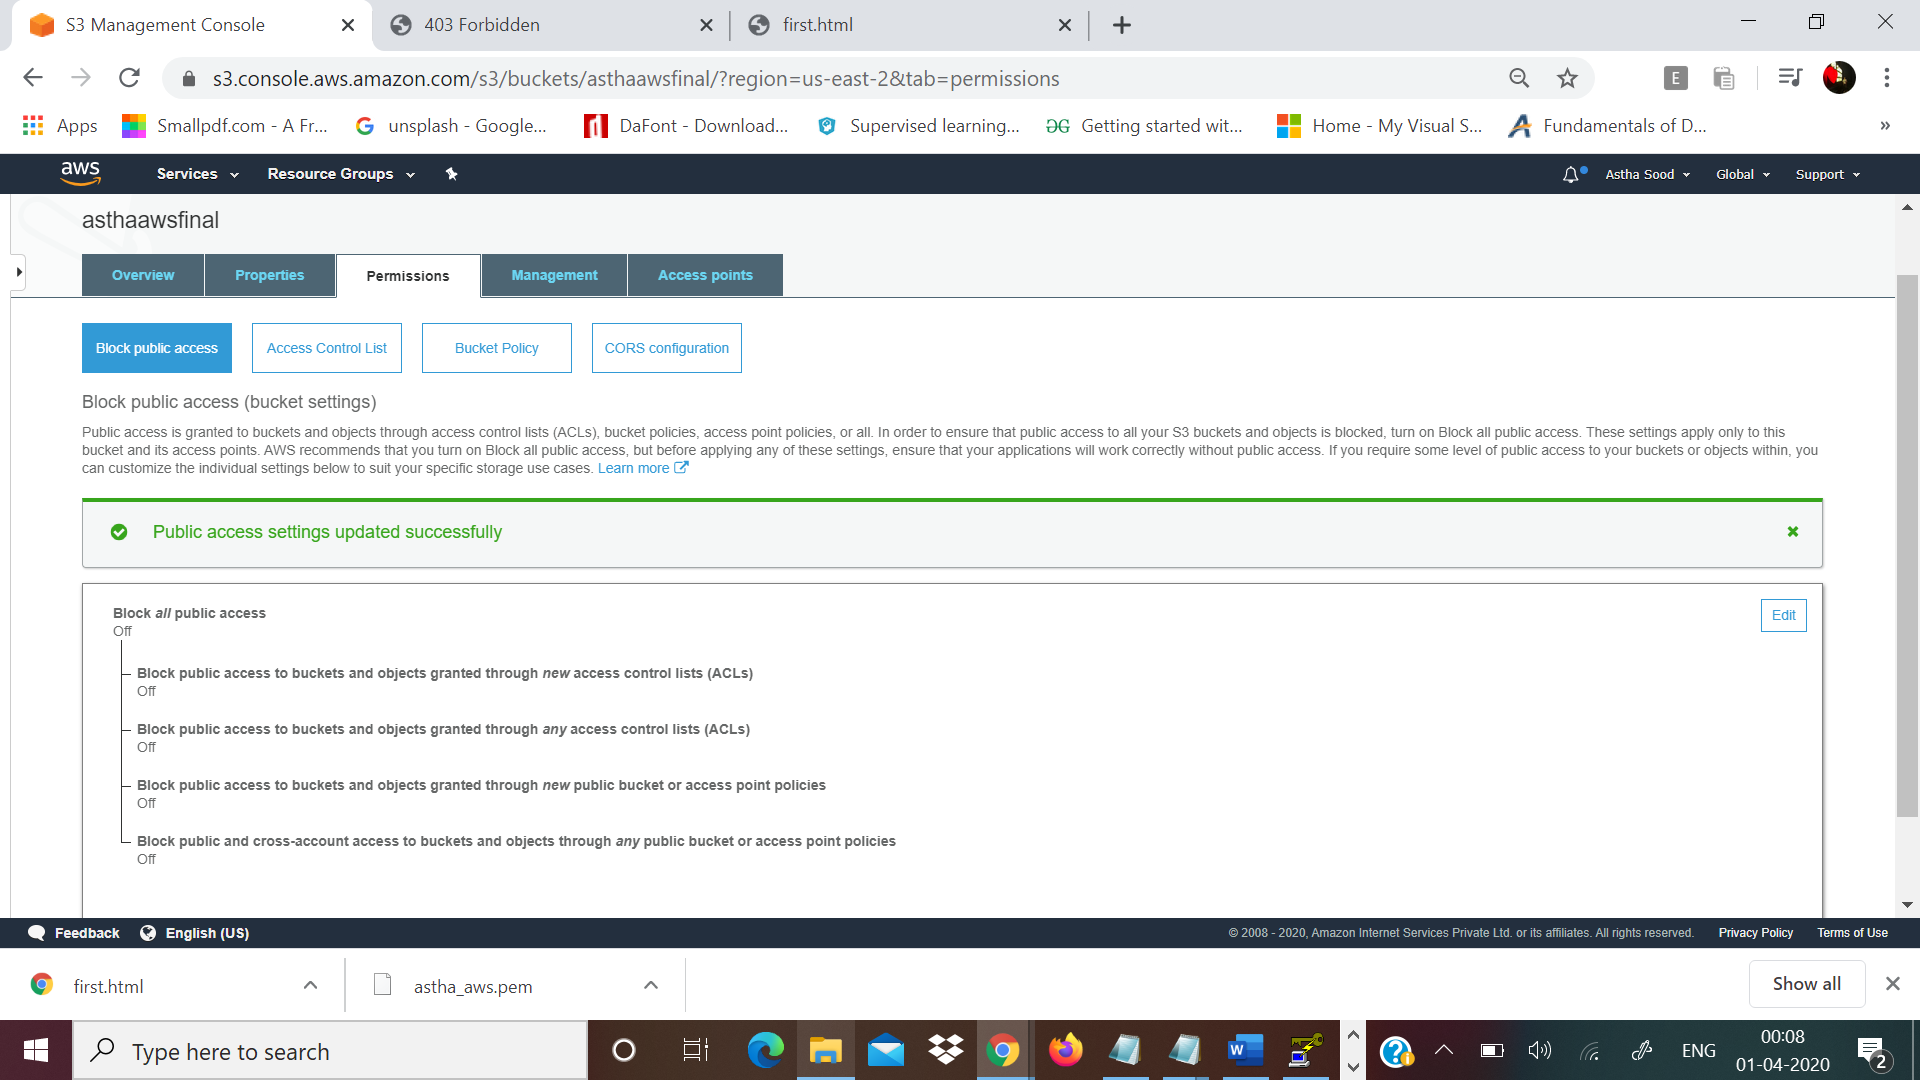 S3 Management Console
403 Forbidden
first.html
s3.console.aws.amazon.com/s3/buckets/asthaawsfinal/?region=us-east-2&tab=permissions
E
Apps
Smallpdf.com - A Fr...
unsplash - Google...
DaFont - Download...
Supervised learning...
Getting started wit...
Home - My Visual S...
Fundamentals of D...
»
aws
Services
Resource Groups
Astha Sood
Global
Support
asthaawsfinal
Overview
Properties
Permissions
Management
Access points
Block public access
Access Control List
Bucket Policy
CORS configuration
Block public access (bucket settings)
Public access is granted to buckets and objects through access control lists (ACLs), bucket policies, access point policies, or all. In order to ensure that public access to all your S3 buckets and objects is blocked, turn on Block all public access. These settings apply only to this
bucket and its access points. AWS recommends that you turn on Block all public access, but before applying any of these settings, ensure that your applications will work correctly without public access. If you require some level of public access to your buckets or objects within, you
can customize the individual settings below to suit your specific storage use cases. Learn more
Public access settings updated successfully
Block all public access
Off
Edit
Block public access to buckets and objects granted through new access control lists (ACLs)
Off
Block public access to buckets and objects granted through any access control lists (ACLs)
Off
Block public access to buckets and objects granted through new public bucket or access point policies
Off
Block public and cross-account access to buckets and objects through any public bucket or access point policies
Off
Feedback
English (US)
© 2008 - 2020, Amazon Internet Services Private Ltd. or its affiliates. All rights reserved.
Privacy Policy
Terms of Use
first.html
astha_aws.pem
Show all
Type here to search
W
ENG
00:08
01-04-2020
2